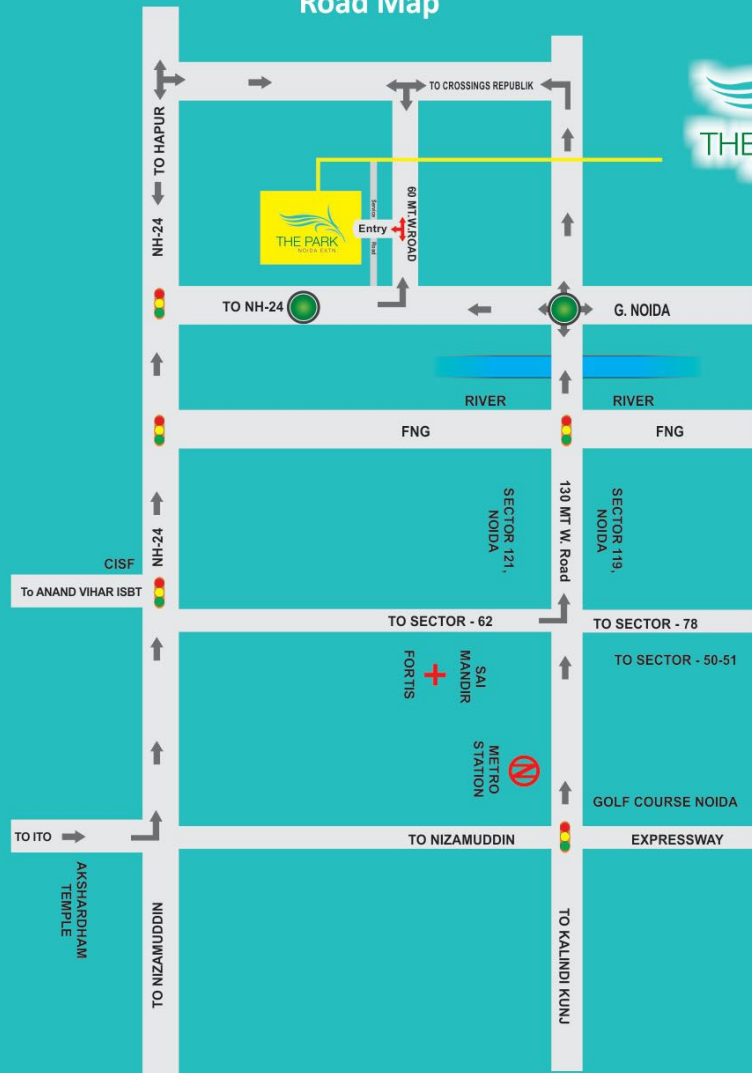 Road Map
TO CROSSINGS REPUBLIK
THE
TO HAPUR
NH-24
60 MT.W.ROAD
Service
Road
Entry
THE PARK
NOIDA EXTN
TO NH-24
G. NOIDA
RIVER
RIVER
FNG
FNG
SECTOR 121,
NOIDA
130 MT W. Road
SECTOR 119,
NOIDA
NH-24
CISF
To ANAND VIHAR ISBT
TO SECTOR - 62
TO SECTOR - 78
TO SECTOR - 50-51
SAI
MANDIR
FORTIS
METRO
STATION
GOLF COURSE NOIDA
TO ITO
TO NIZAMUDDIN
EXPRESSWAY
AKSHARDHAM
TEMPLE
TO NIZAMUDDIN
TO KALINDI KUNJ